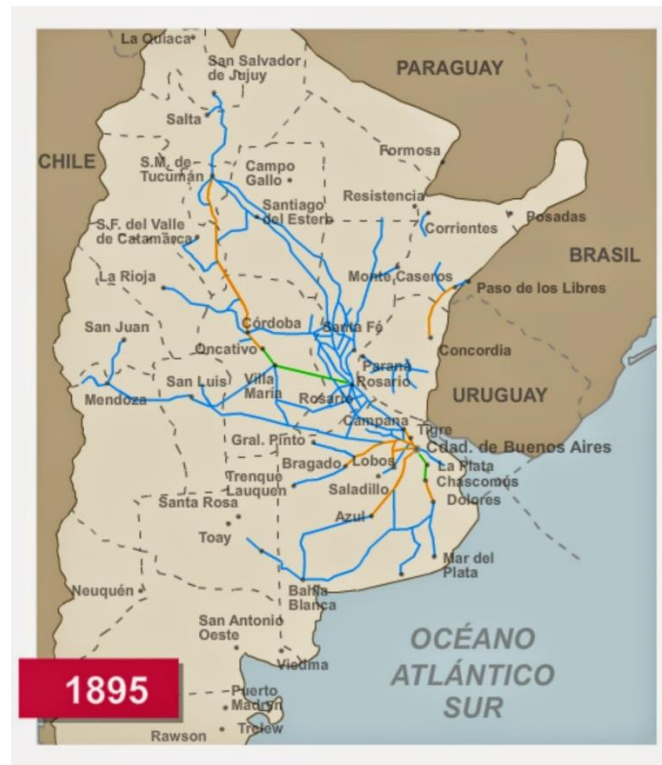 La Quiaca
San Salvador
de Jujuy
PARAGUAY
Salta
CHILE
Formosa
S.M. de
Tucumán
Campo
Gallo
Resistencia
Santiago
del Estero
Posadas
Corrientes
S.F. del Valle
de Catamarca
BRASIL
La Rioja
Monte Caseros
Paso de los Libres
San Juan
Córdoba
Santa Fé
Oncativo
Concordia
Paraná
Mendoza
San Luis
Villa
María
Rosario
Rosario
URUGUAY
Campana
Tigre
Gral. Pinto
Cdad. de Buenos Aires
Bragado
Lobos
La Plata
Trenque
Lauquen
Saladillo
Chascomús
Dolores
Santa Rosa
Azul
Toay
Mar del
Plata
Neuquén
Bahía
Blanca
San Antonio
Oeste
OCÉANO
ATLÁNTICO
SUR
Viedma
1895
Puerto
Madryn
Trelew
Rawson